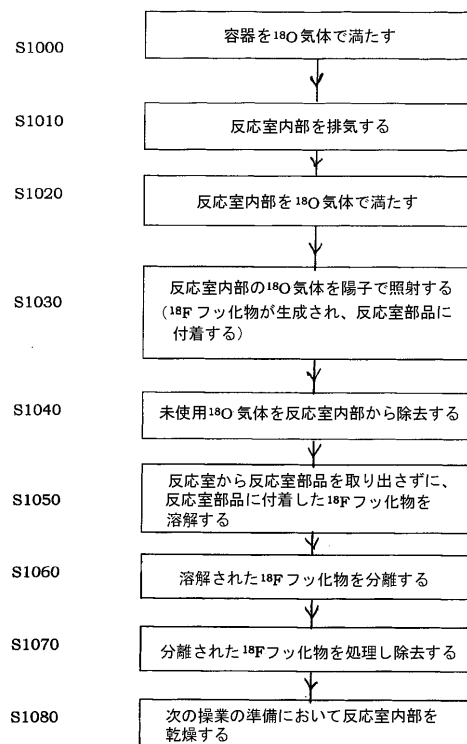 S1000
容器を¹⁸O気体で満たす
S1010
反応室内部を排気する
S1020
反応室内部を¹⁸O気体で満たす
S1030
反応室内部の¹⁸O気体を陽子で照射する
(¹⁸Fフッ化物が生成され、反応室部品に
付着する)
S1040
未使用¹⁸O気体を反応室内部から除去する
S1050
反応室から反応室部品を取り出さずに、
反応室部品に付着した¹⁸Fフッ化物を
溶解する
S1060
溶解された¹⁸Fフッ化物を分離する
S1070
分離された¹⁸Fフッ化物を処理し除去する
S1080
次の操業の準備において反応室内部を
乾燥する